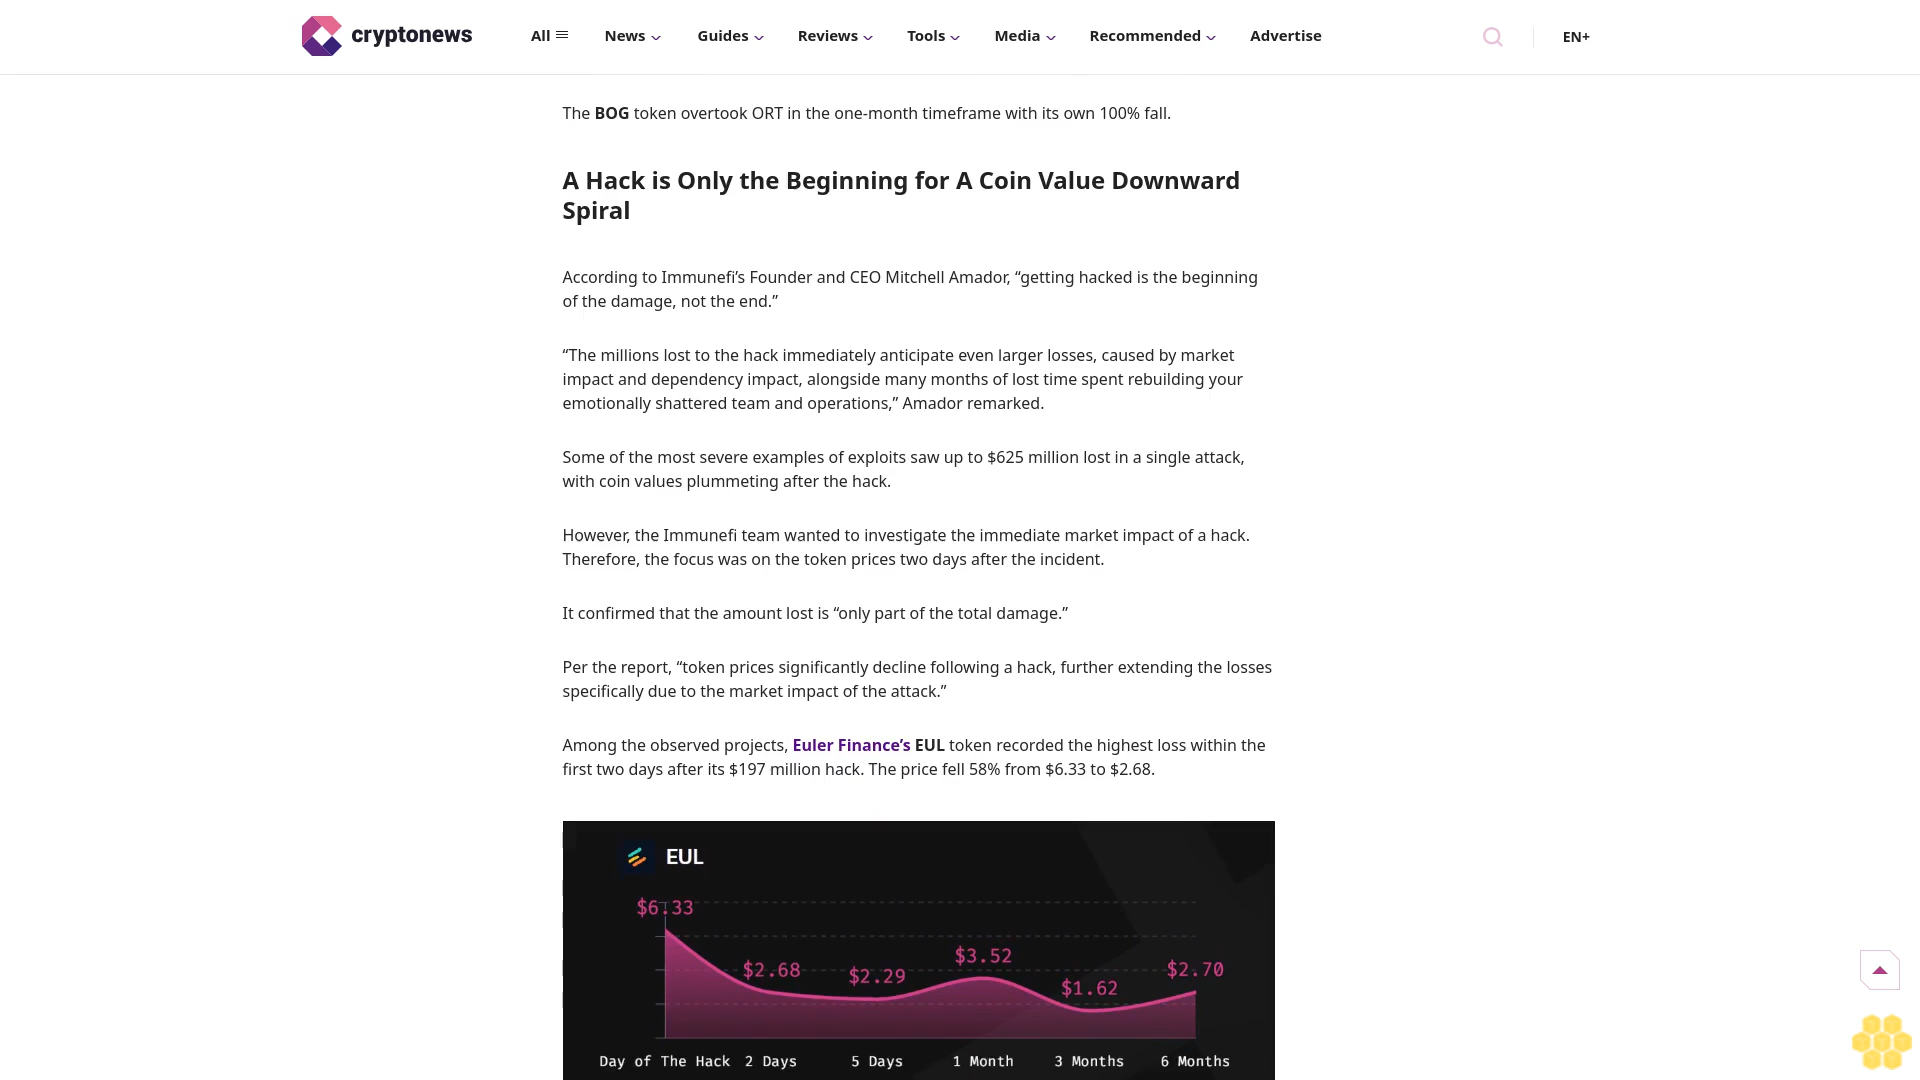 cryptonews
All
News
Guides
Reviews
Tools
Media
Recommended
Advertise
EN+
The BOG token overtook ORT in the one-month timeframe with its own 100% fall.
A Hack is Only the Beginning for A Coin Value Downward
Spiral
According to Immunefi’s Founder and CEO Mitchell Amador, “getting hacked is the beginning
of the damage, not the end.”
“The millions lost to the hack immediately anticipate even larger losses, caused by market
impact and dependency impact, alongside many months of lost time spent rebuilding your
emotionally shattered team and operations,” Amador remarked.
Some of the most severe examples of exploits saw up to $625 million lost in a single attack,
with coin values plummeting after the hack.
However, the Immunefi team wanted to investigate the immediate market impact of a hack.
Therefore, the focus was on the token prices two days after the incident.
It confirmed that the amount lost is “only part of the total damage.”
Per the report, “token prices significantly decline following a hack, further extending the losses
specifically due to the market impact of the attack.”
Among the observed projects, Euler Finance’s EUL token recorded the highest loss within the
first two days after its $197 million hack. The price fell 58% from $6.33 to $2.68.
EUL
$6.33
$2.68
$2.29
$3.52
$1.62
$2.70
Day of The Hack
2 Days
5 Days
1 Month
3 Months
6 Months